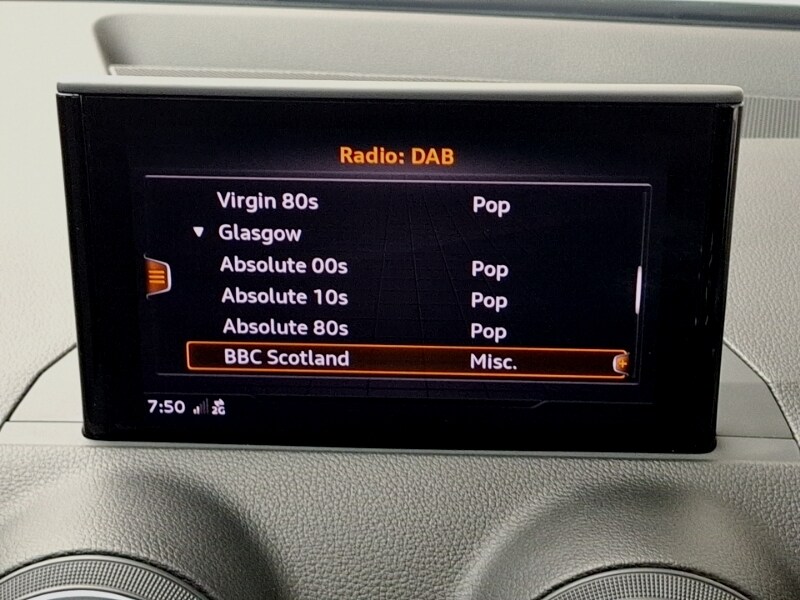 Radio: DAB
Virgin 80s Pop
▼ Glasgow
Absolute 00s Pop
Absolute 10s Pop
Absolute 80s Pop
BBC Scotland Misc.
7:50 2G